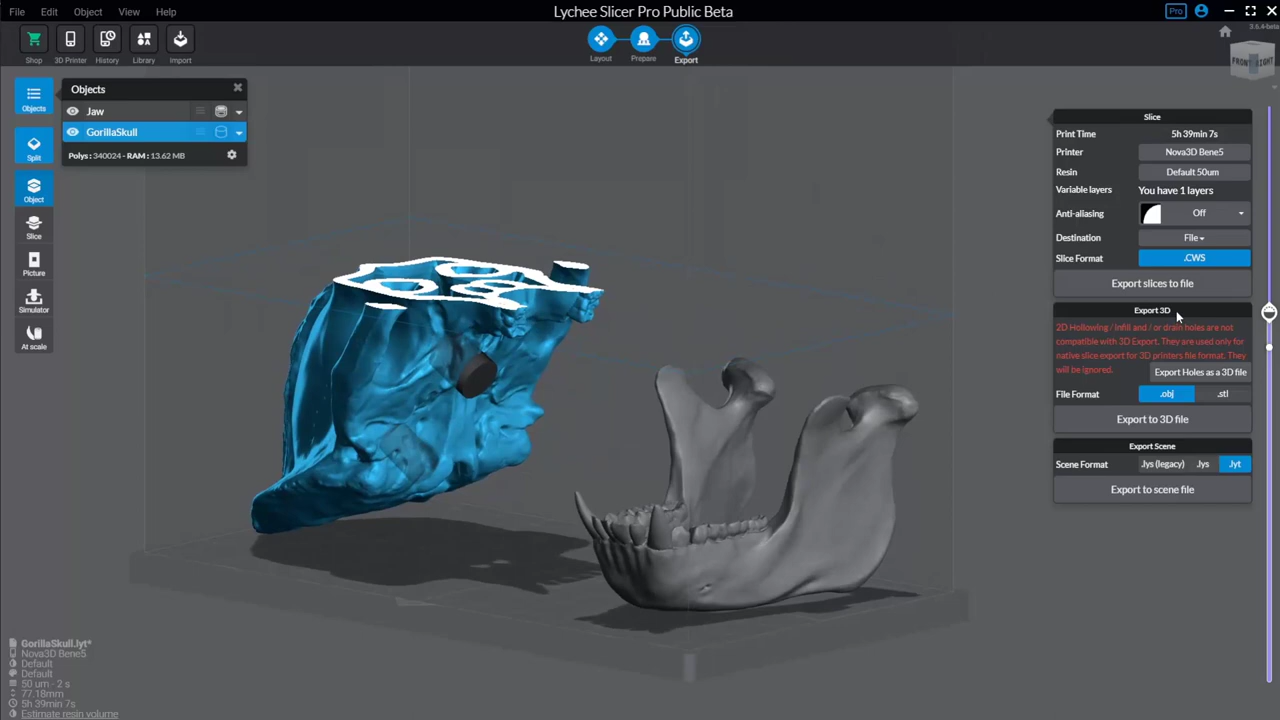 File Edit Object View Help
Lychee Slicer Pro Public Beta
Pro
3.6.4-beta
Shop 3D Printer History Library Import
Layout Prepare Export
FRONT RIGHT
Objects
Split
Object
Slice
Picture
Simulator
At scale
Objects
Jaw
GorillaSkull
Polys : 340024 - RAM : 13.62 MB
Slice
Print Time 5h 39min 7s
Printer Nova3D Bene5
Resin Default 50um
Variable layers You have 1 layers
Anti-aliasing Off
Destination File
Slice Format .CWS
Export slices to file
Export 3D
2D Hollowing / infill and / or drain holes are not
compatible with 3D Export. They are used only for
native slice export for 3D printers file format. They
will be ignored. Export Holes as a 3D file
File Format .obj .stl
Export to 3D file
Export Scene
Scene Format .lys (legacy) .lys .lyt
Export to scene file
GorillaSkull.lyt*
Nova3D Bene5
Default
Default
50 um - 2 s
77.18mm
5h 39min 7s
Estimate resin volume